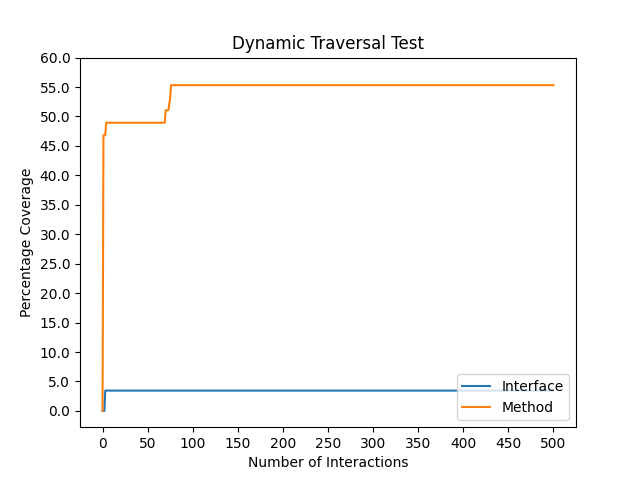 Dynamic Traversal Test
Percentage Coverage
60.0
55.0
50.0
45.0
40.0
35.0
30.0
25.0
20.0
15.0
10.0
5.0
0.0
Interface
Method
0 50 100 150 200 250 300 350 400 450 500
Number of Interactions